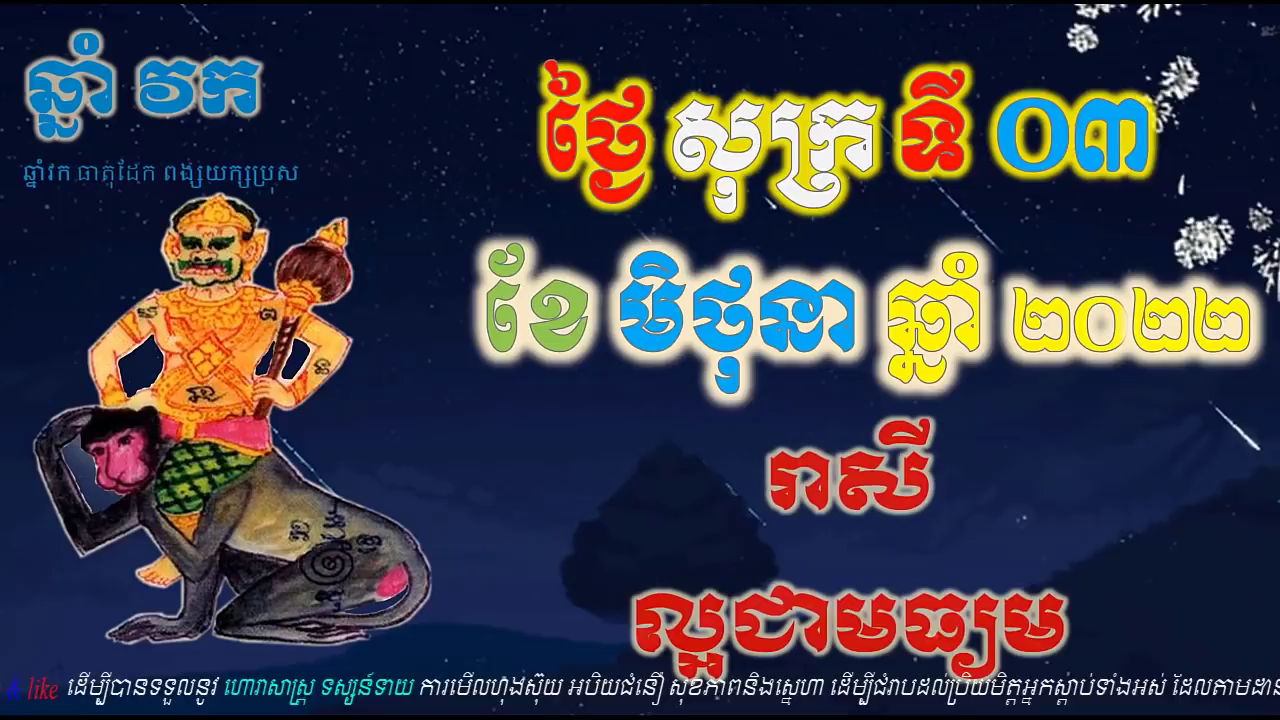 ឆ្នាំ វក
ឆ្នាំវក ធាតុដែក ពង្សយក្សប្រុស
ថ្ងៃ សុក្រ ទី ០៣
ខែ មិថុនា ឆ្នាំ ២០២២
រាសី
ល្អជាមធ្យម
like ដើម្បីបានទទួលនូវ ហោរាសាស្ត្រ ទស្សន៍ទាយ ការមើលហុងស៊ុយ អបិយជំនឿ សុខភាពនិងស្នេហា ដើម្បីជំរាបដល់ប្រិយមិត្តអ្នកស្តាប់ទាំងអស់ ដែលតាមដាន